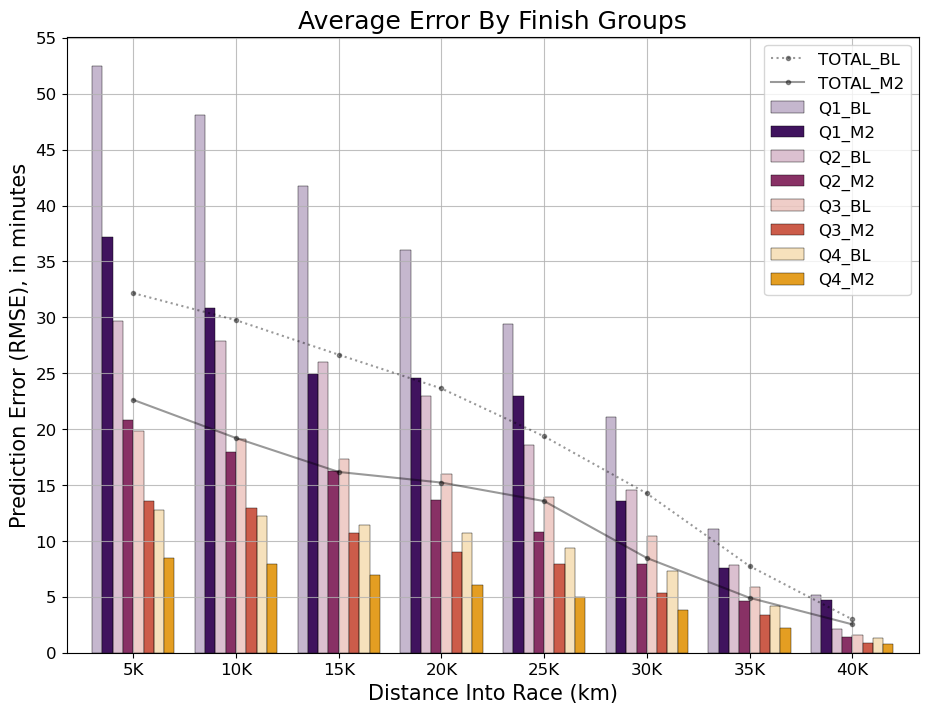 Average Error By Finish Groups
Prediction Error (RMSE), in minutes
55
50
45
40
35
30
25
20
15
10
5
0
TOTAL_BL
TOTAL_M2
Q1_BL
Q1_M2
Q2_BL
Q2_M2
Q3_BL
Q3_M2
Q4_BL
Q4_M2
5K 10K 15K 20K 25K 30K 35K 40K
Distance Into Race (km)